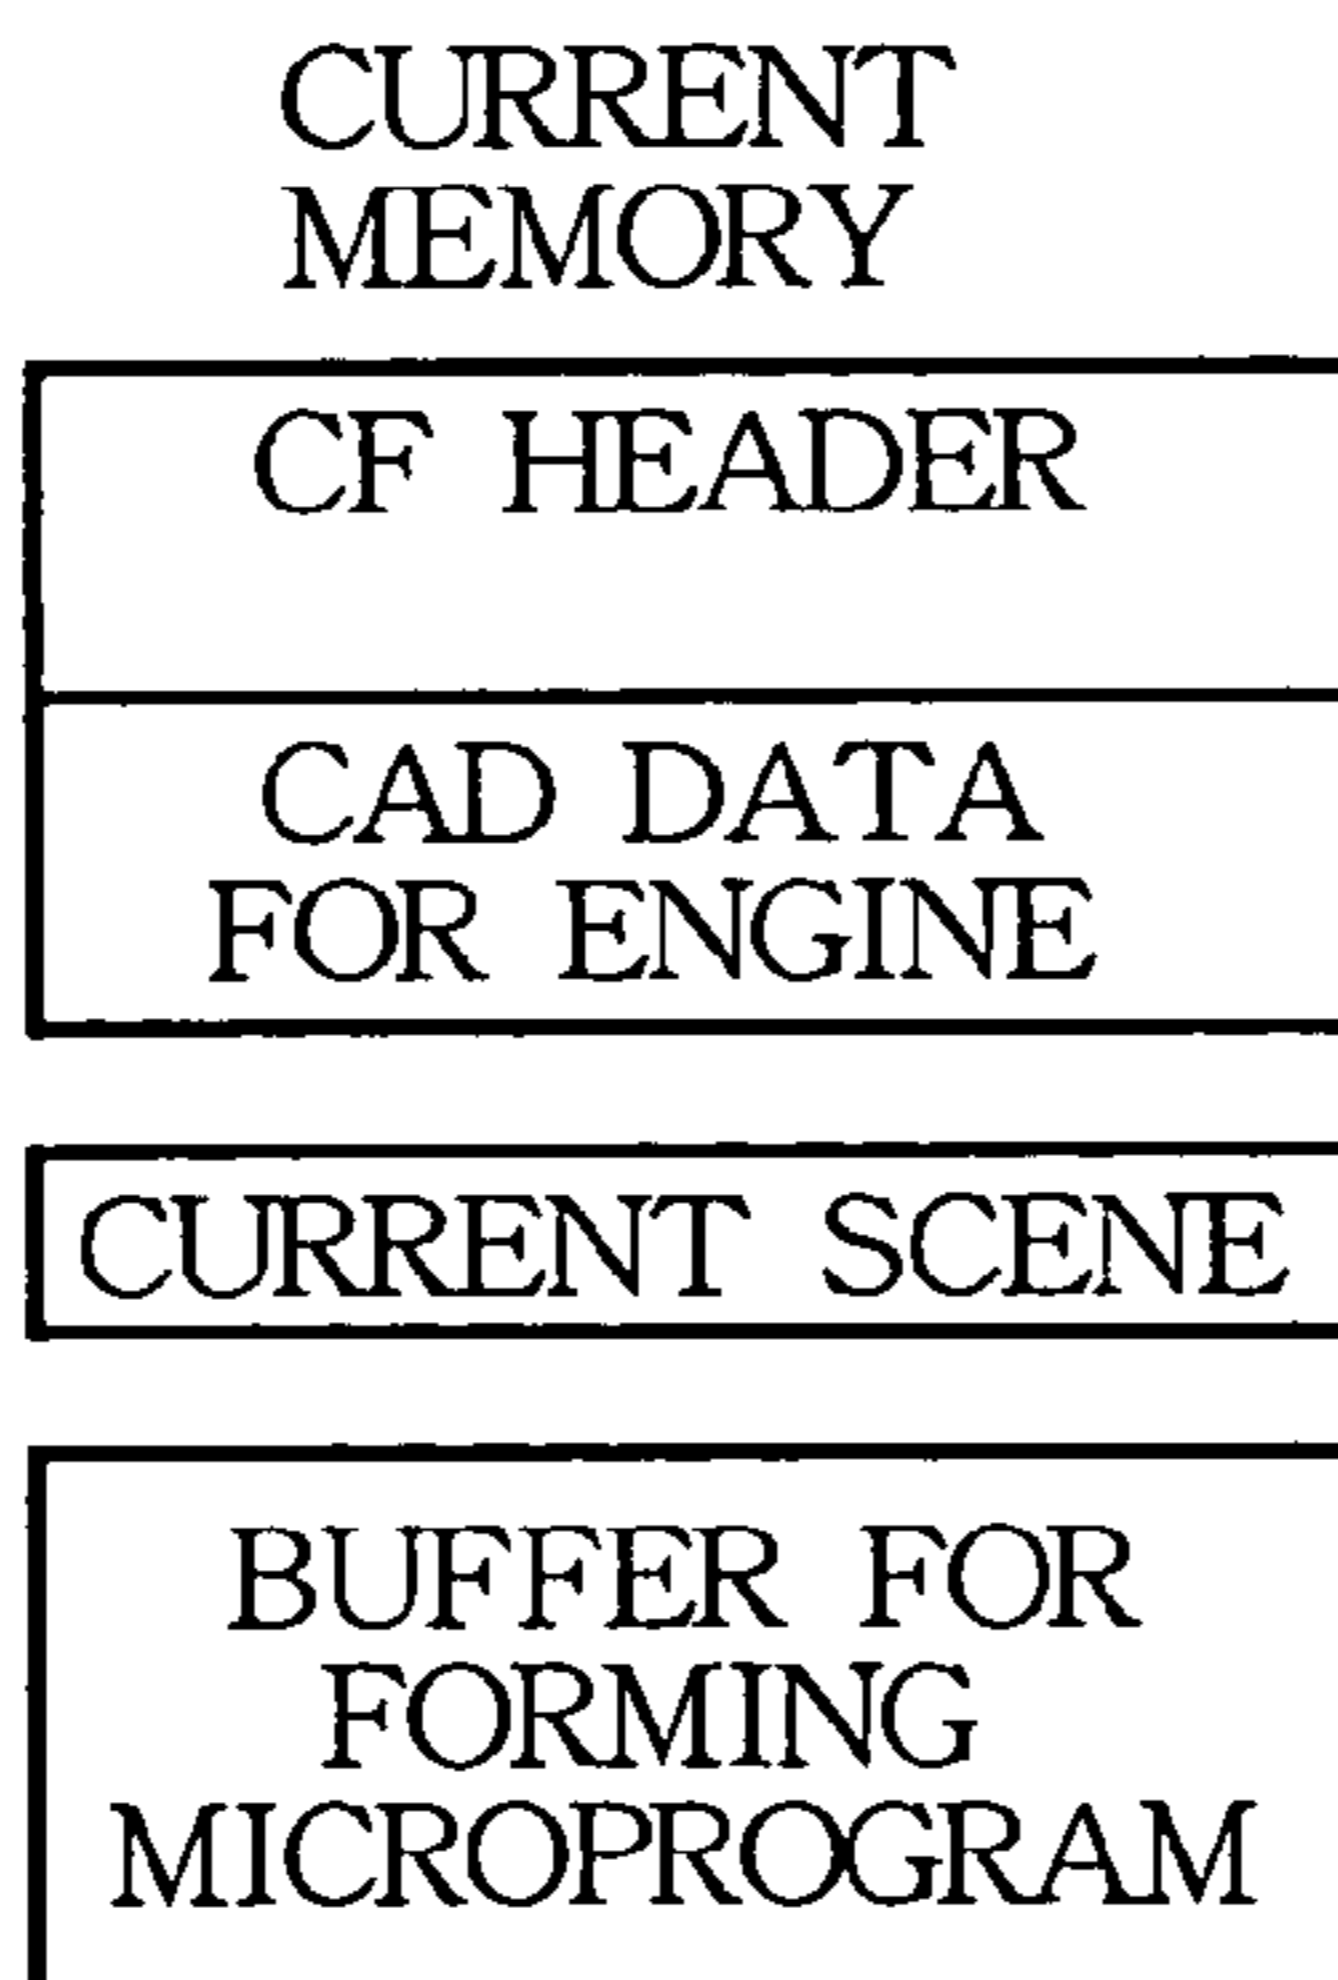 CURRENT
MEMORY
CF HEADER
CAD DATA
FOR ENGINE
CURRENT SCENE
BUFFER FOR
FORMING
MICROPROGRAM